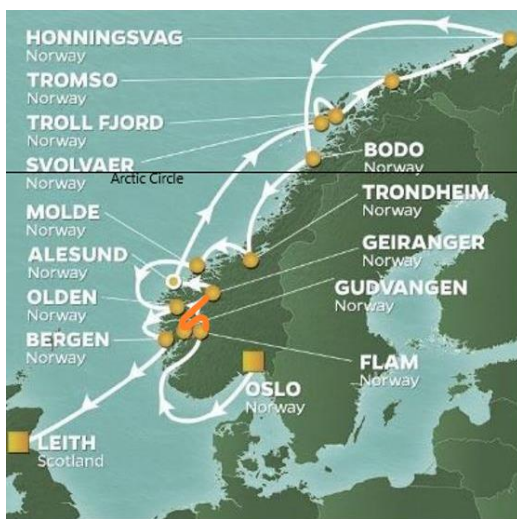 HONNINGSVAG
Norway
TROMSO
Norway
TROLL FJORD
Norway
SVOLVAER
Norway
Arctic Circle
MOLDE
Norway
ALESUND
Norway
OLDEN
Norway
BERGEN
Norway
BODO
Norway
TRONDHEIM
Norway
GEIRANGER
Norway
GUDVANGEN
Norway
FLAM
Norway
OSLO
Norway
LEITH
Scotland